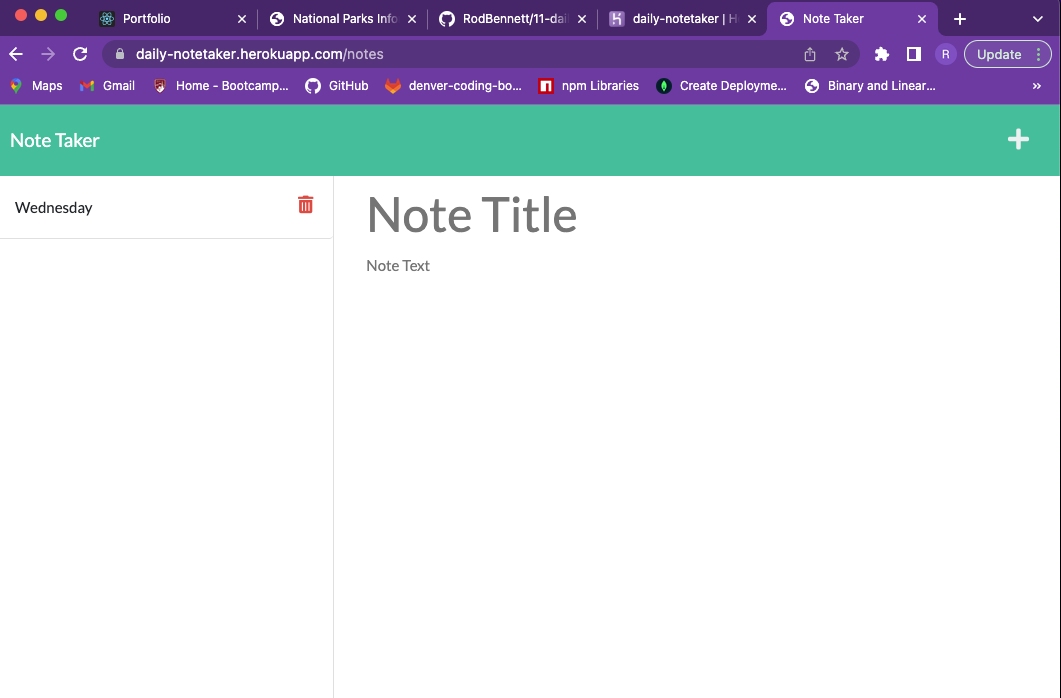 Portfolio
National Parks Info
RodBennett/11-dail
daily-notetaker | H
Note Taker
daily-notetaker.herokuapp.com/notes
R
Update
Maps
Gmail
Home - Bootcamp...
GitHub
denver-coding-bo...
npm Libraries
Create Deployme...
Binary and Linear...
»
Note Taker
Wednesday
Note Title
Note Text